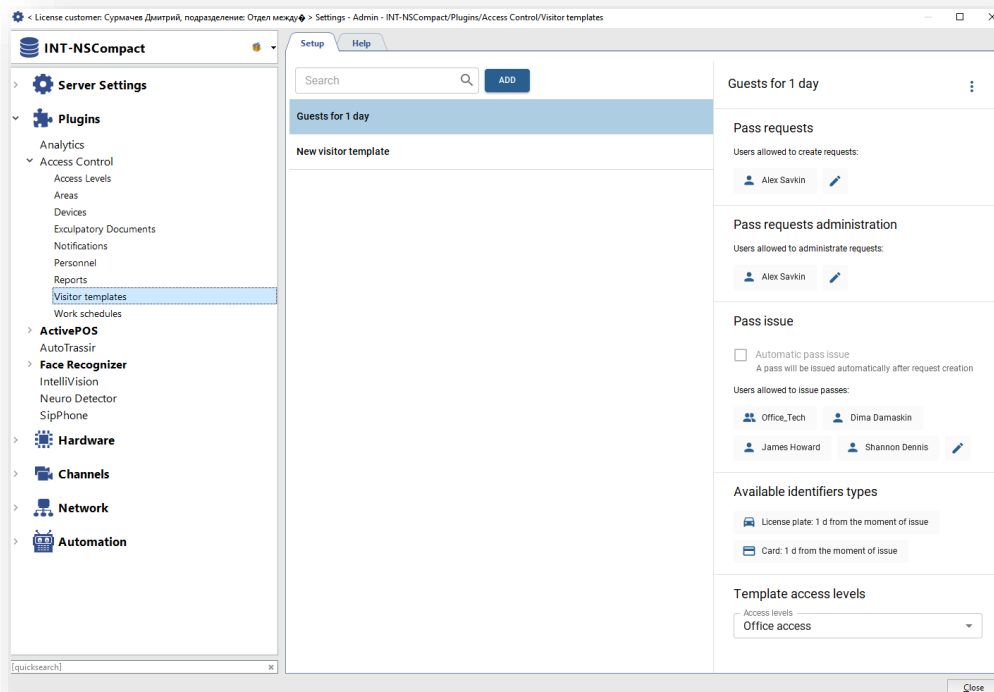 < License customer: Сурмачев Дмитрий, подразделение: Отдел между� > Settings - Admin - INT-NSCompact/Plugins/Access Control/Visitor templates
INT-NSCompact
Server Settings
Plugins
Analytics
Access Control
Access Levels
Areas
Devices
Exculpatory Documents
Notifications
Personnel
Reports
Visitor templates
Work schedules
ActivePOS
AutoTrassir
Face Recognizer
IntelliVision
Neuro Detector
SipPhone
Hardware
Channels
Network
Automation
[quicksearch]
Setup Help
Search ADD
Guests for 1 day
New visitor template
Guests for 1 day
Pass requests
Users allowed to create requests:
Alex Savkin
Pass requests administration
Users allowed to administrate requests:
Alex Savkin
Pass issue
Automatic pass issue
A pass will be issued automatically after request creation
Users allowed to issue passes:
Office_Tech Dima Damaskin
James Howard Shannon Dennis
Available identifiers types
License plate: 1 d from the moment of issue
Card: 1 d from the moment of issue
Template access levels
Access levels
Office access
Close